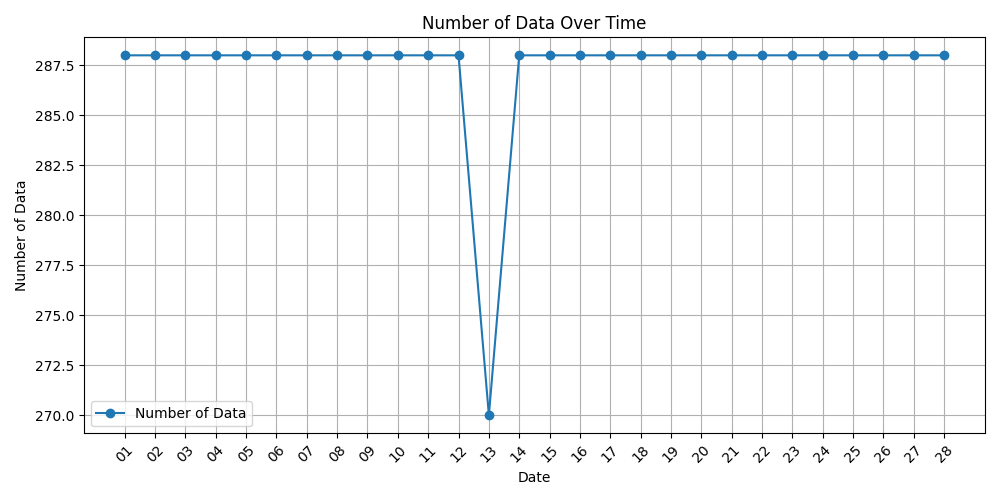 Number of Data Over Time
Number of Data
287.5
285.0
282.5
280.0
277.5
275.0
272.5
270.0
Number of Data
01 02 03 04 05 06 07 08 09 10 11 12 13 14 15 16 17 18 19 20 21 22 23 24 25 26 27 28
Date